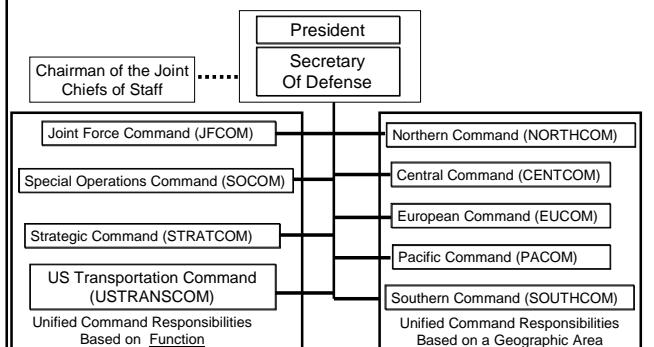 President
Secretary
Of Defense
Chairman of the Joint
Chiefs of Staff
Joint Force Command (JFCOM)
Special Operations Command (SOCOM)
Strategic Command (STRATCOM)
US Transportation Command
(USTRANSCOM)
Unified Command Responsibilities
Based on Function
Northern Command (NORTHCOM)
Central Command (CENTCOM)
European Command (EUCOM)
Pacific Command (PACOM)
Southern Command (SOUTHCOM)
Unified Command Responsibilities
Based on a Geographic Area